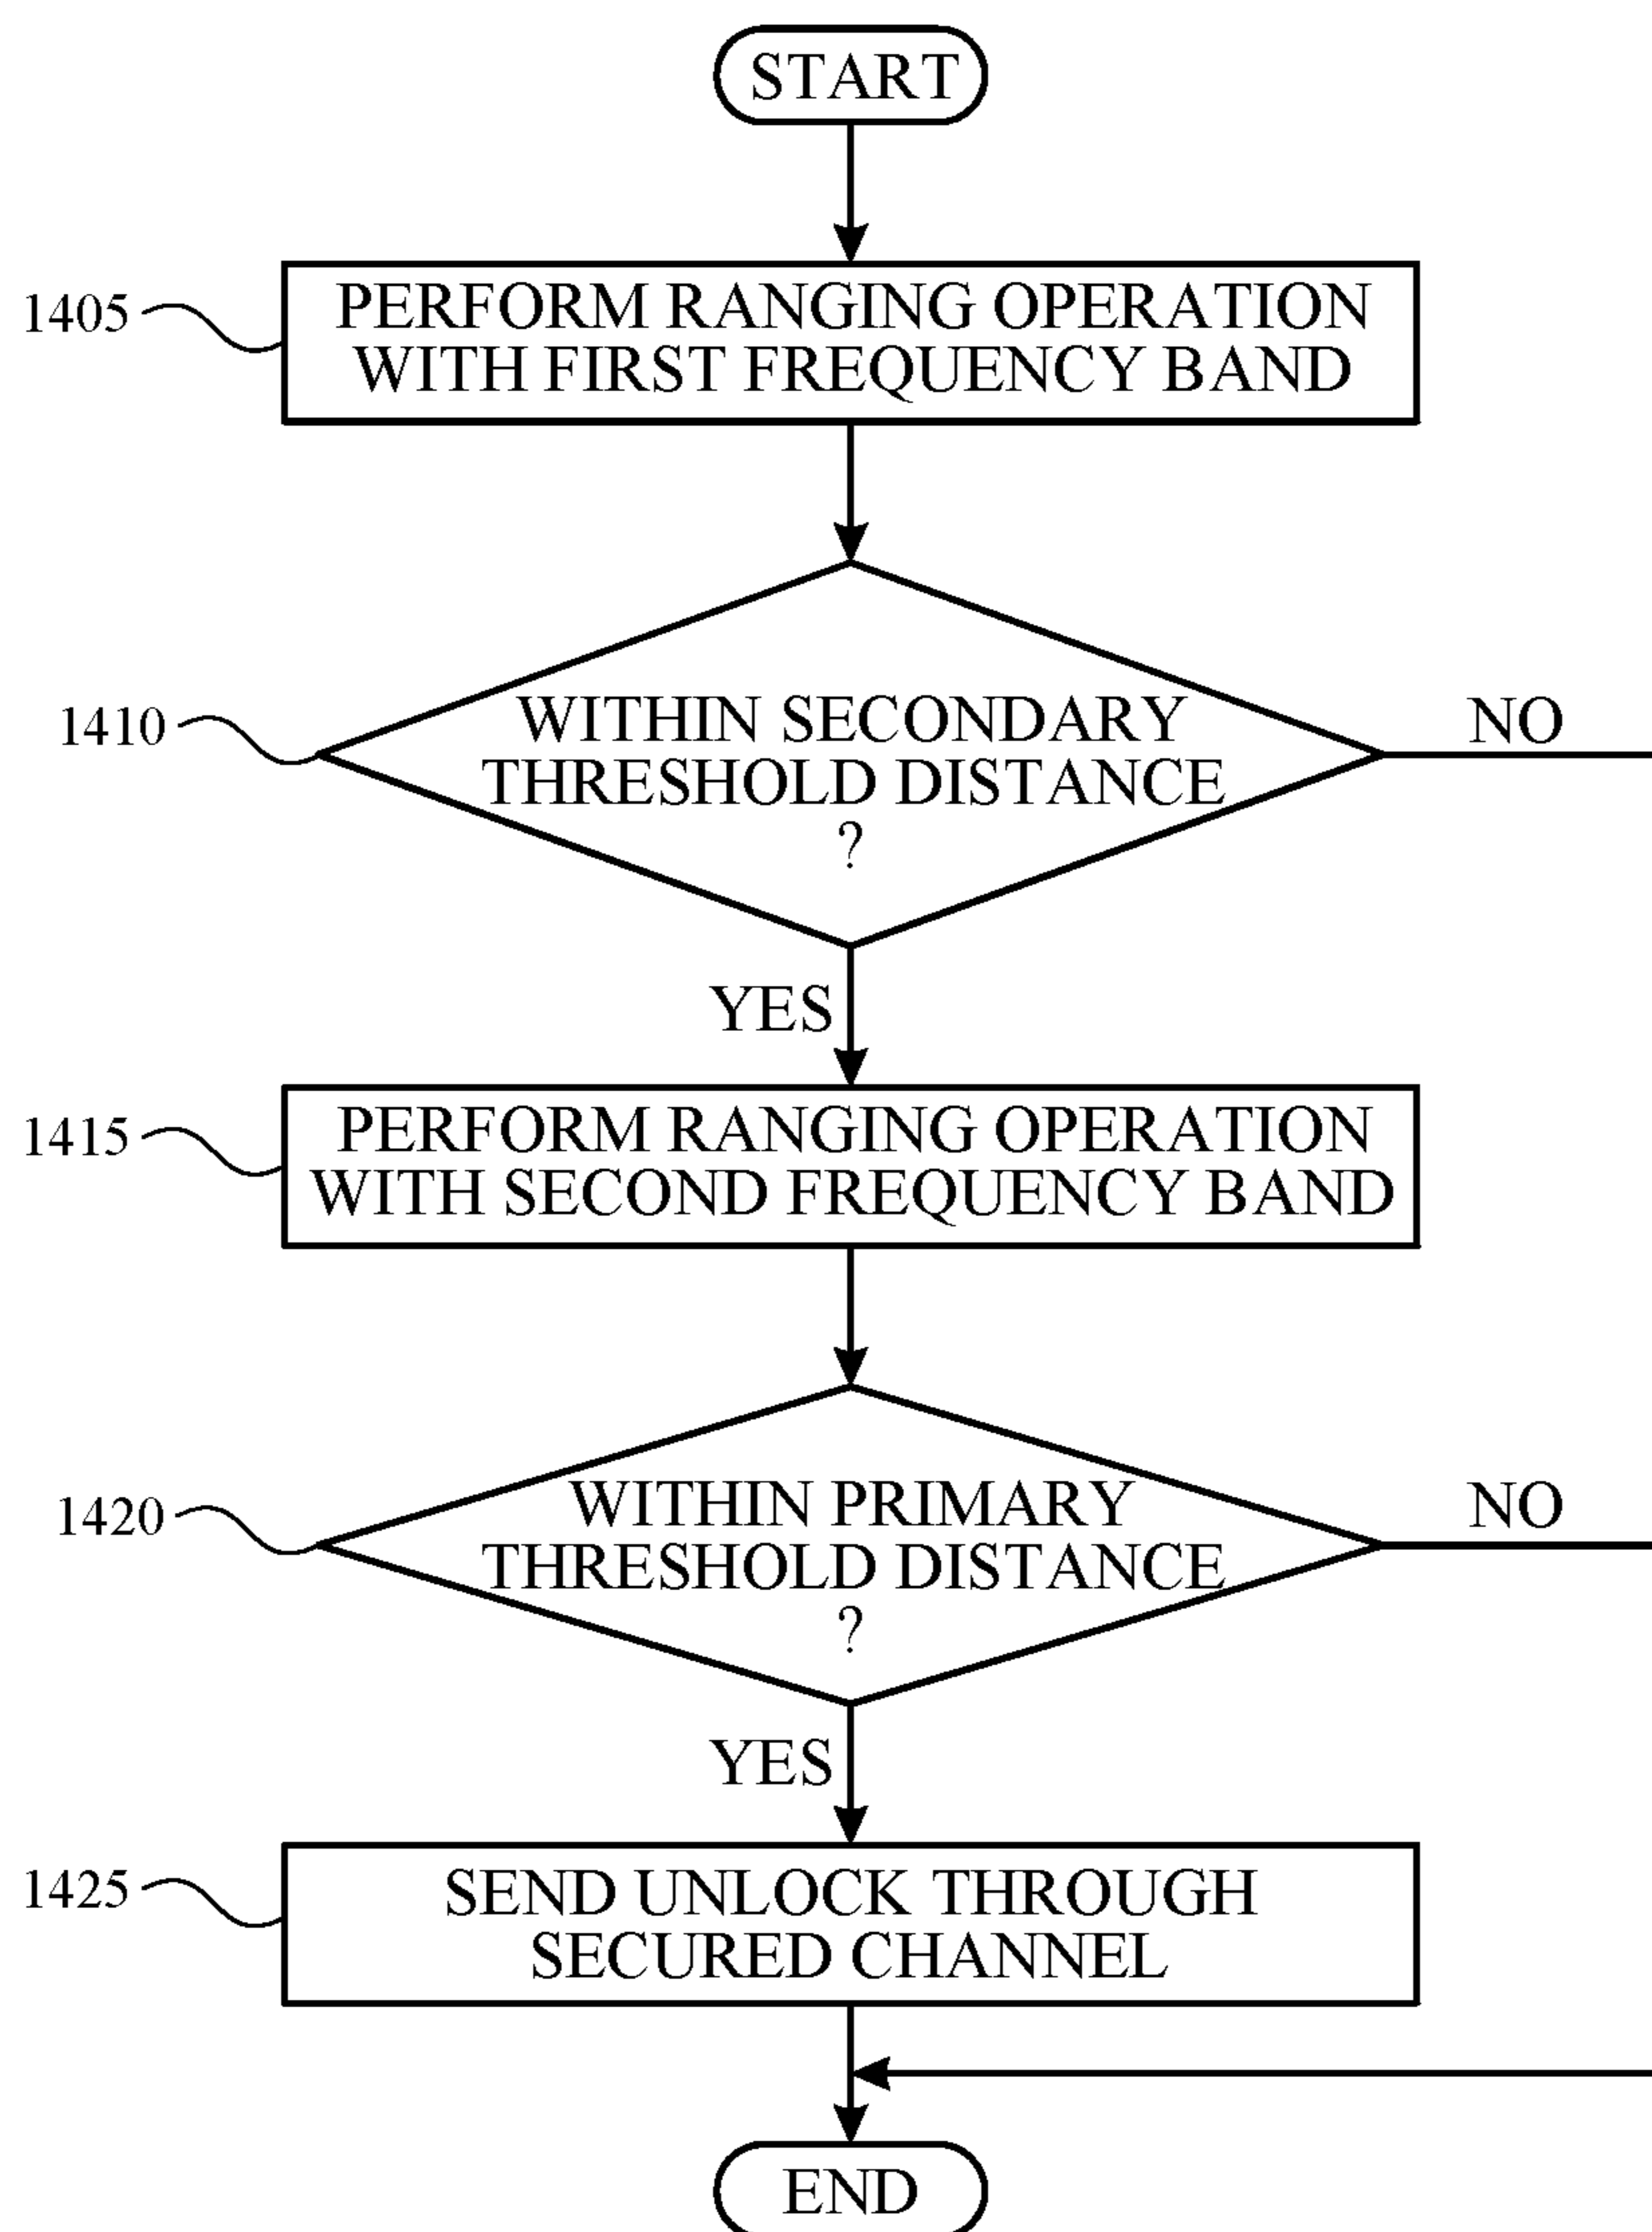 START
1405
PERFORM RANGING OPERATION
WITH FIRST FREQUENCY BAND
1410
WITHIN SECONDARY
THRESHOLD DISTANCE
?
NO
YES
1415
PERFORM RANGING OPERATION
WITH SECOND FREQUENCY BAND
1420
WITHIN PRIMARY
THRESHOLD DISTANCE
?
NO
YES
1425
SEND UNLOCK THROUGH
SECURED CHANNEL
END